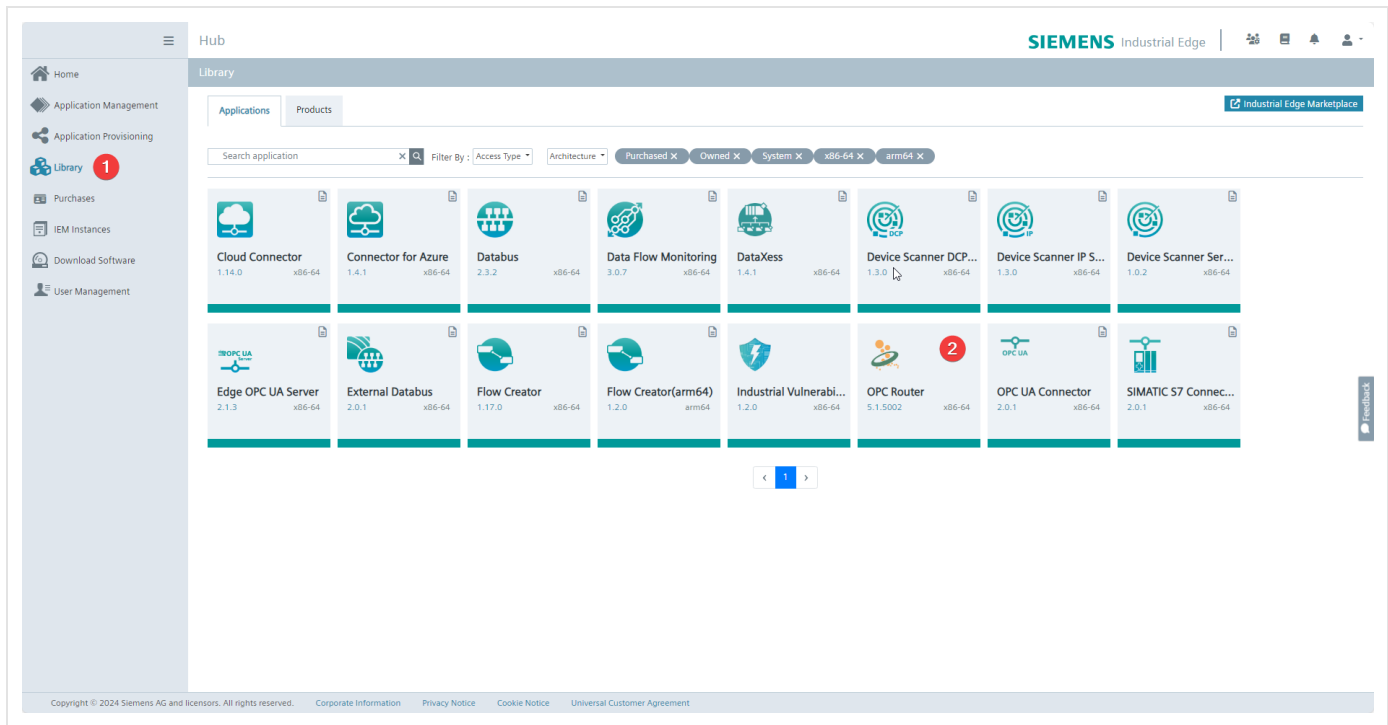 Hub
SIEMENS Industrial Edge
Home
Application Management
Application Provisioning
Library
1
Purchases
IEM Instances
Download Software
User Management
Library
Applications
Products
Industrial Edge Marketplace
Search application
Filter By :
Access Type
Architecture
Purchased X
Owned X
System X
x86-64 X
arm64 X
Cloud Connector
1.14.0 x86-64
Connector for Azure
1.4.1 x86-64
Databus
2.3.2 x86-64
Data Flow Monitoring
3.0.7 x86-64
DataXess
1.4.1 x86-64
DCP
Device Scanner DCP...
1.3.0 x86-64
IP
Device Scanner IP S...
1.3.0 x86-64
Device Scanner Ser...
1.0.2 x86-64
OPC UA
Server
Edge OPC UA Server
2.1.3 x86-64
External Databus
2.0.1 x86-64
Flow Creator
1.17.0 x86-64
Flow Creator(arm64)
1.2.0 arm64
Industrial Vulnerabi...
1.2.0 x86-64
2
OPC Router
5.1.5002 x86-64
OPC UA
OPC UA Connector
2.0.1 x86-64
SIMATIC S7 Connec...
2.0.1 x86-64
‹ 1 ›
Feedback
Copyright © 2024 Siemens AG and licensors. All rights reserved. Corporate Information Privacy Notice Cookie Notice Universal Customer Agreement